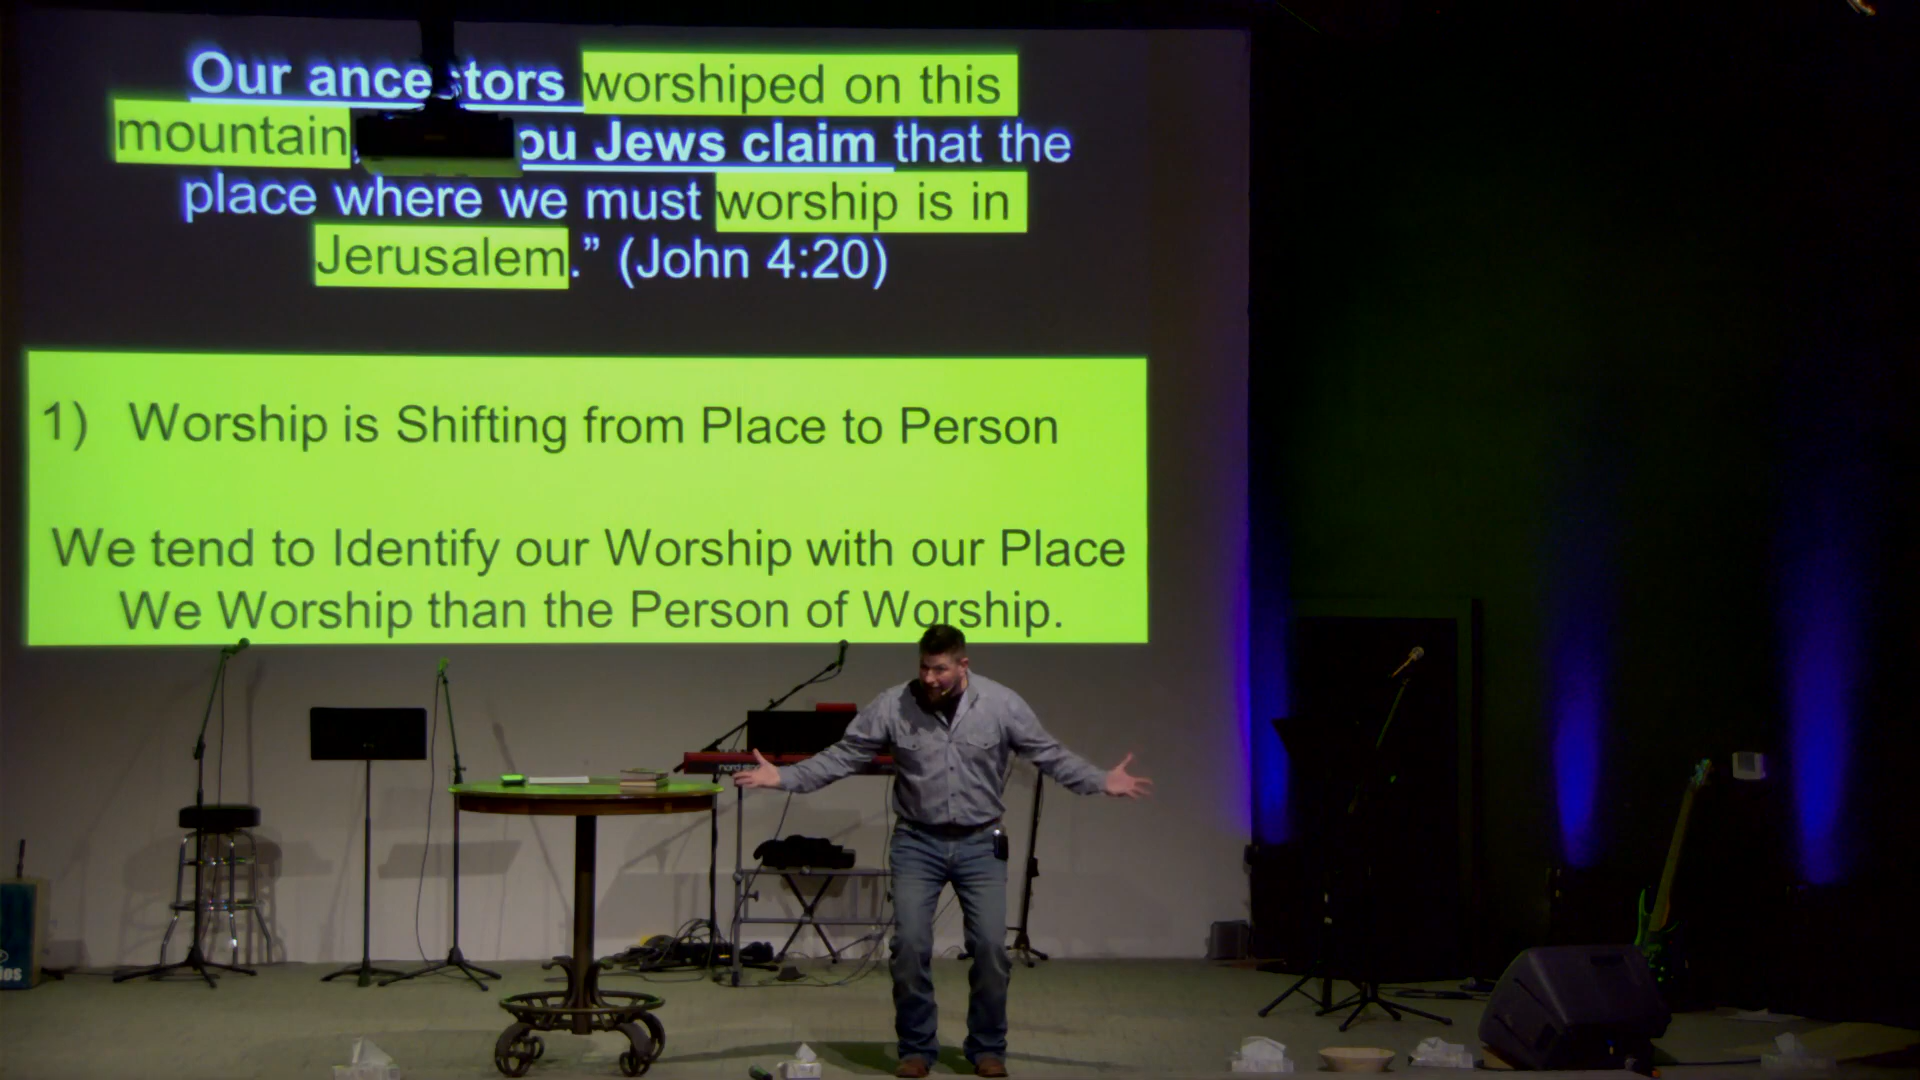 Our ancestors worshiped on this
mountain, ou Jews claim that the
place where we must worship is in
Jerusalem.” (John 4:20)
1) Worship is Shifting from Place to Person
We tend to Identify our Worship with our Place
We Worship than the Person of Worship.
nord